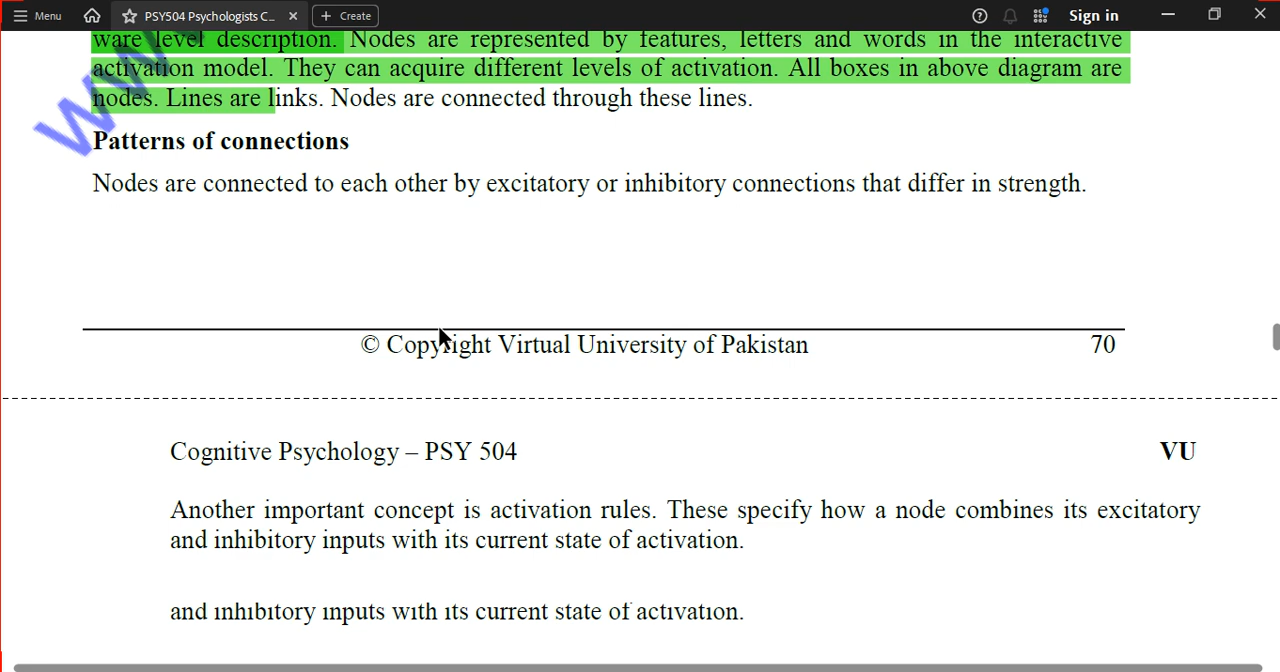 Menu
PSY504 Psychologists C...
Create
Sign in
ware level description. Nodes are represented by features, letters and words in the interactive
activation model. They can acquire different levels of activation. All boxes in above diagram are
nodes. Lines are links. Nodes are connected through these lines.
Patterns of connections
Nodes are connected to each other by excitatory or inhibitory connections that differ in strength.
© Copyright Virtual University of Pakistan 70
Cognitive Psychology – PSY 504 VU
Another important concept is activation rules. These specify how a node combines its excitatory
and inhibitory inputs with its current state of activation.
and inhibitory inputs with its current state of activation.